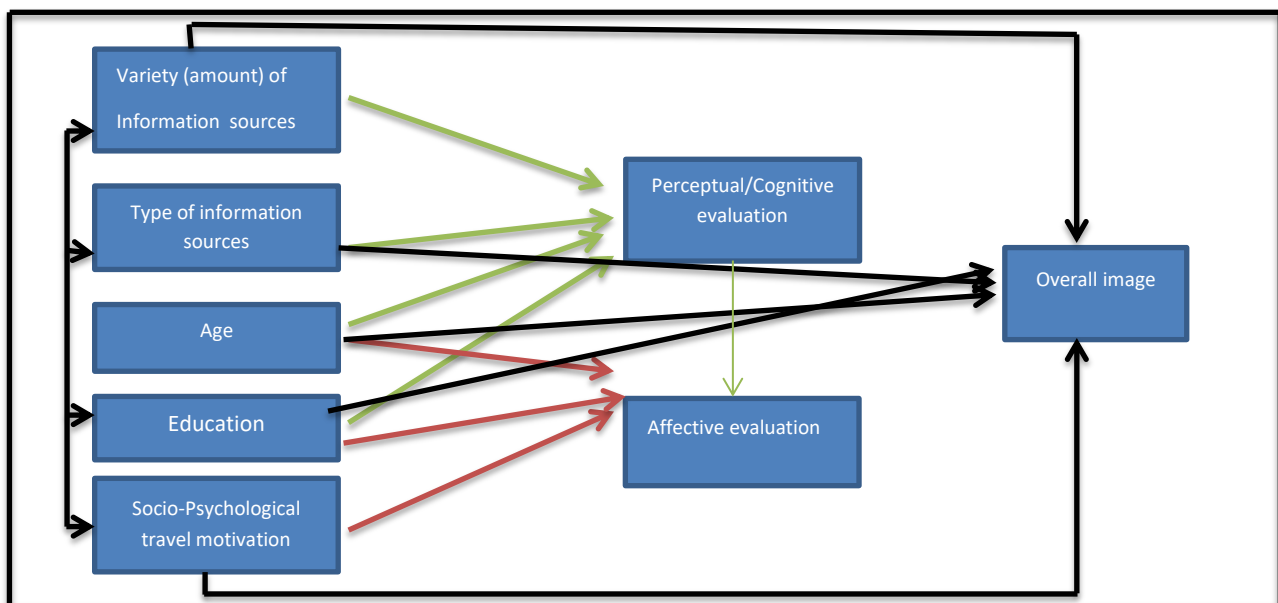 Variety (amount) of
Information sources
Type of information
sources
Age
Education
Socio-Psychological
travel motivation
Perceptual/Cognitive
evaluation
Affective evaluation
Overall image